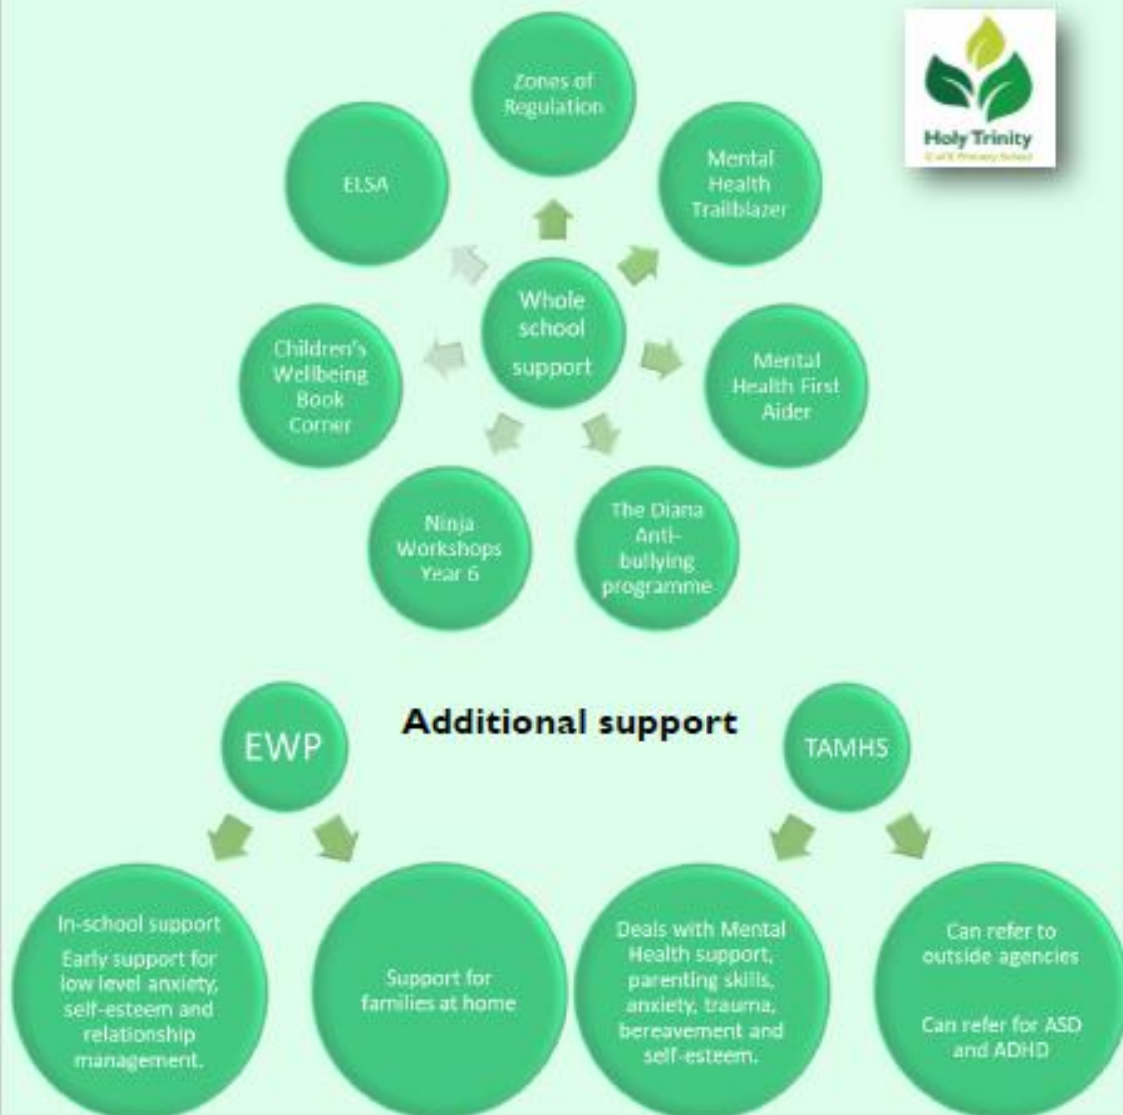 Holy Trinity
C of E Primary School
Zones of
Regulation
Mental
Health
Trailblazer
Mental
Health First
Aider
The Diana
Anti-
bullying
programme
Ninja
Workshops
Year 6
Children's
Wellbeing
Book
Corner
ELSA
Whole
school
support
Additional support
EWP
In-school support
Early support for
low level anxiety,
self-esteem and
relationship
management.
Support for
families at home
TAMHS
Deals with Mental
Health support,
parenting skills,
anxiety, trauma,
bereavement and
self-esteem.
Can refer to
outside agencies
Can refer for ASD
and ADHD